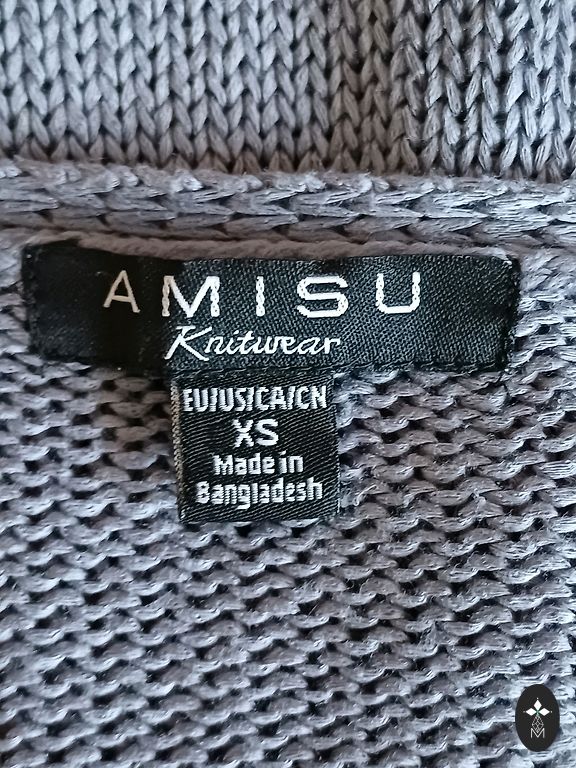 AMISU
Knitwear
EU/US/CA/CN
XS
Made in
Bangladesh
M